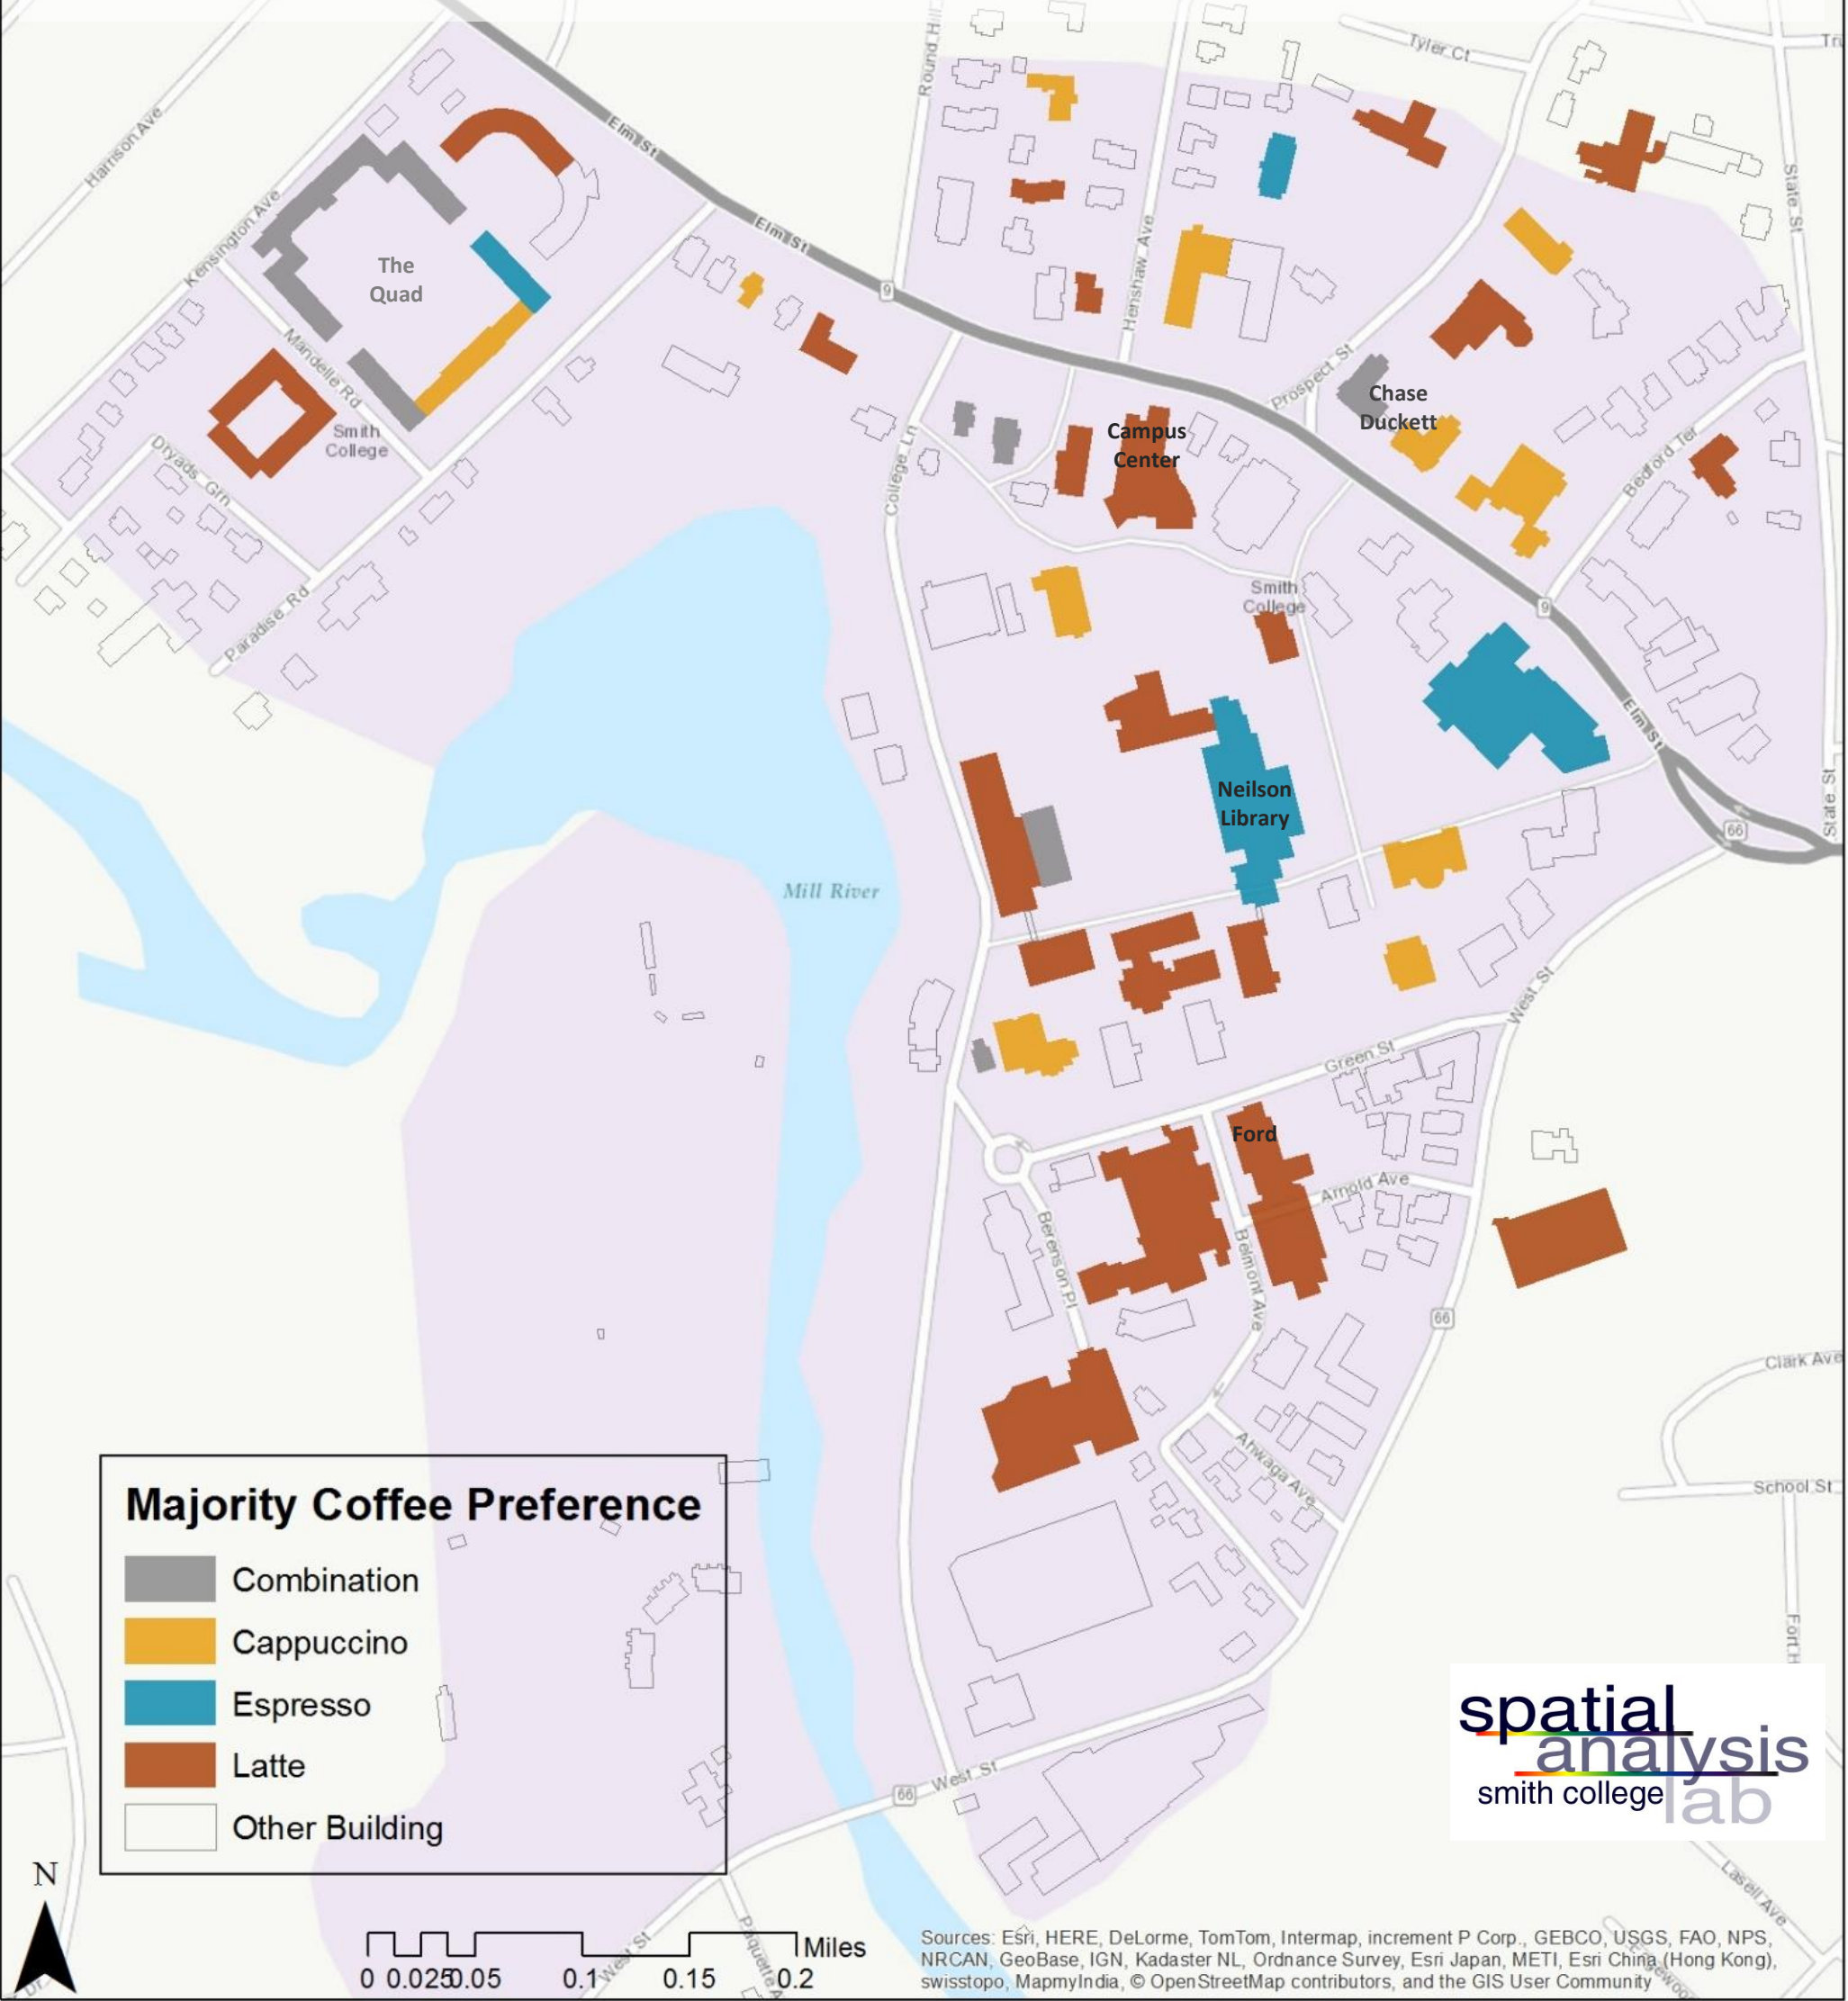 Tyler Ct
Round Hill
Harrison Ave
Elm St
State St
Kensington Ave
Elm St
Henshaw Ave
The
Quad
9
Mandelle Rd
Prospect St
Chase
Duckett
Smith
College
Campus
Center
College Ln
Dryads Grn
Bedford Ter
Paradise Rd
Smith
College
9
Elm St
Neilson
Library
State St
66
Mill River
West St
Green St
Ford
Arnold Ave
Berenson Pl
Belmont Ave
66
Clark Ave
Ahwaga Ave
School St
Majority Coffee Preference
Combination
Cappuccino
Espresso
Latte
Other Building
Fort H
spatial
analysis
smith college lab
66
West St
Lasell Ave
N
West St
Miles
0 0.025 0.05 0.1 0.15 0.2
Sources: Esri, HERE, DeLorme, TomTom, Intermap, increment P Corp., GEBCO, USGS, FAO, NPS,
NRCAN, GeoBase, IGN, Kadaster NL, Ordnance Survey, Esri Japan, METI, Esri China (Hong Kong),
swisstopo, MapmyIndia, © OpenStreetMap contributors, and the GIS User Community